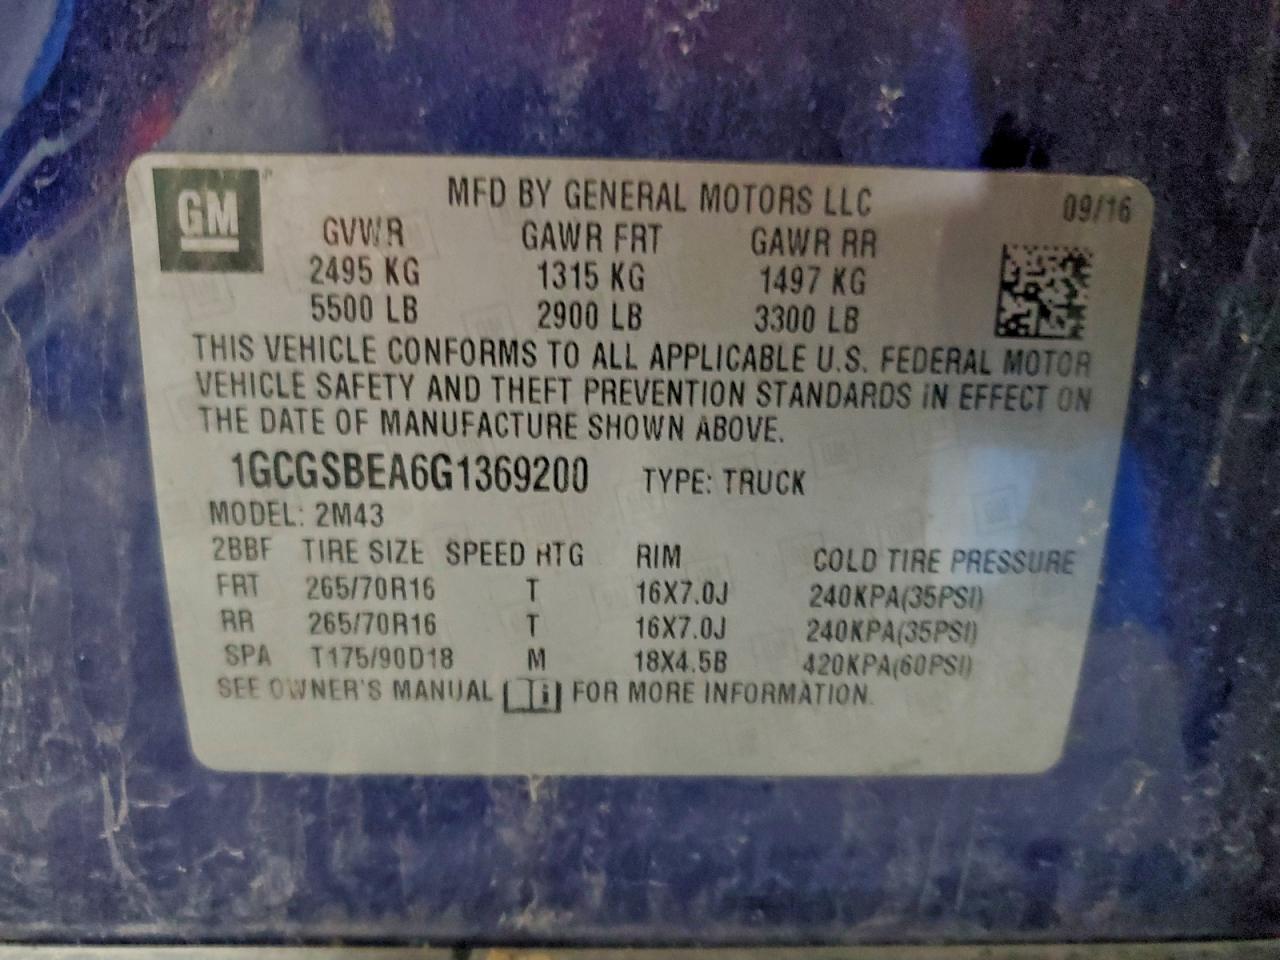 GM
MFD BY GENERAL MOTORS LLC 09/16
GVWR GAWR FRT GAWR RR
2495 KG 1315 KG 1497 KG
5500 LB 2900 LB 3300 LB
THIS VEHICLE CONFORMS TO ALL APPLICABLE U.S. FEDERAL MOTOR
VEHICLE SAFETY AND THEFT PREVENTION STANDARDS IN EFFECT ON
THE DATE OF MANUFACTURE SHOWN ABOVE.
1GCGSBEA6G1369200 TYPE: TRUCK
MODEL: 2M43
2BBF TIRE SIZE SPEED RTG RIM COLD TIRE PRESSURE
FRT 265/70R16 T 16X7.0J 240KPA(35PSI)
RR 265/70R16 T 16X7.0J 240KPA(35PSI)
SPA T175/90D18 M 18X4.5B 420KPA(60PSI)
SEE OWNER'S MANUAL i FOR MORE INFORMATION.